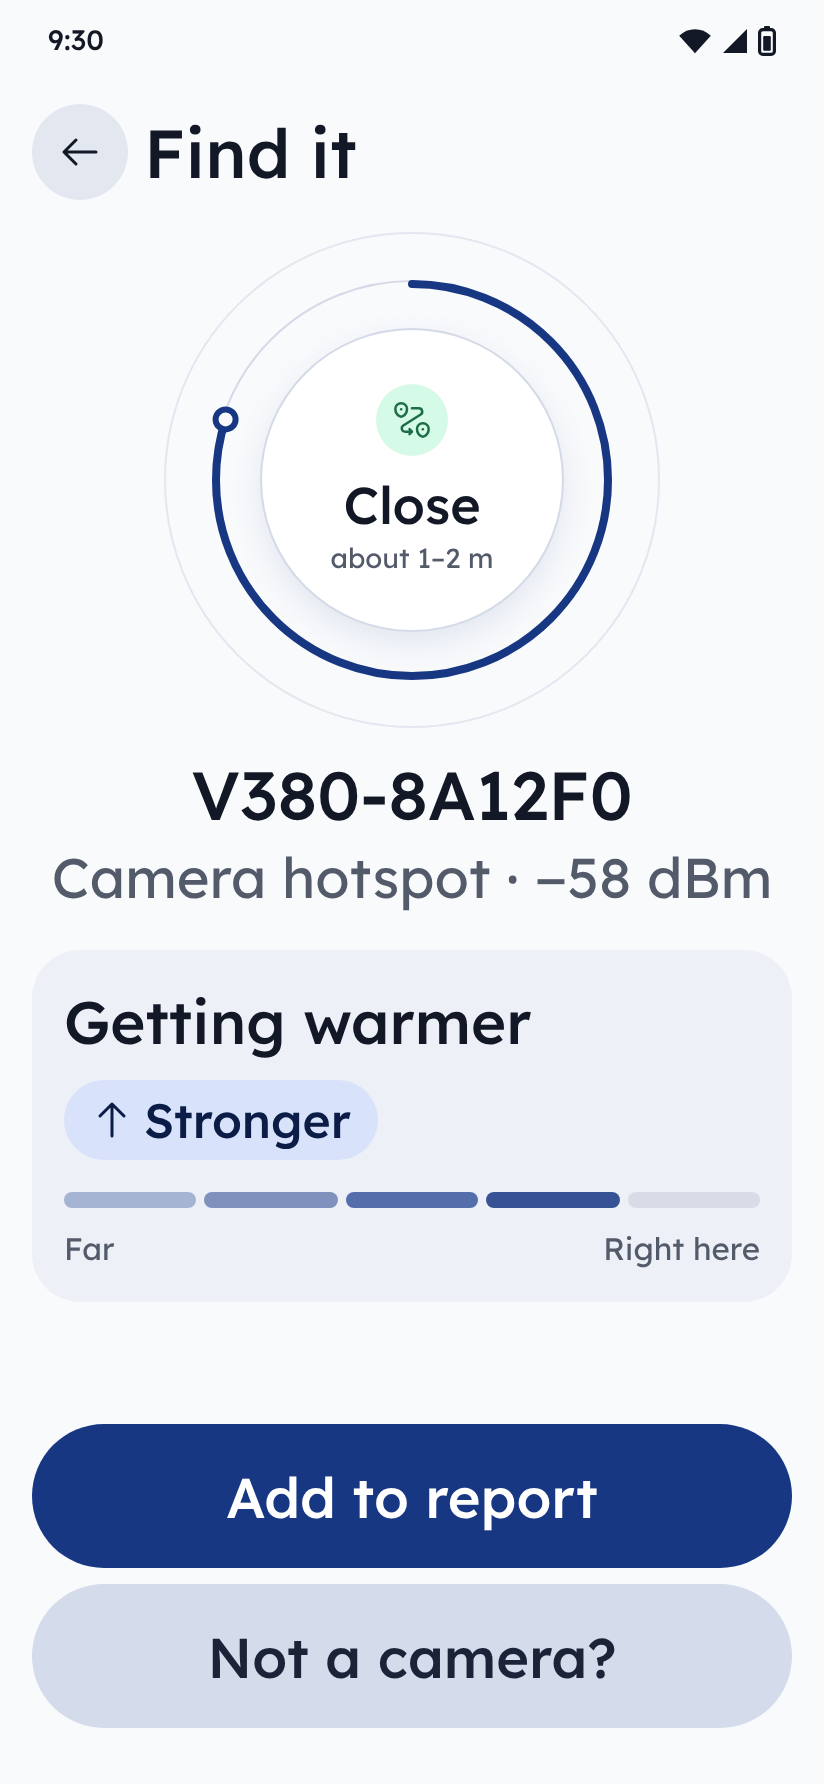 9:30
Find it
Close
about 1–2 m
V380-8A12F0
Camera hotspot · −58 dBm
Getting warmer
↑ Stronger
Far
Right here
Add to report
Not a camera?